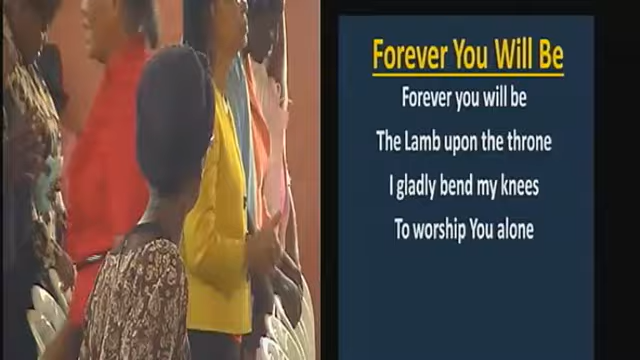 Forever You Will Be
Forever you will be
The Lamb upon the throne
I gladly bend my knees
To worship You alone